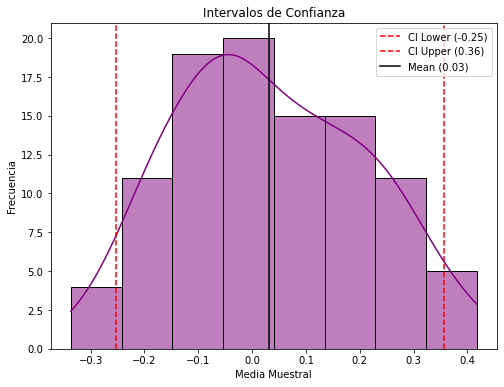 Intervalos de Confianza
CI Lower (-0.25)
CI Upper (0.36)
Mean (0.03)
20.0
17.5
15.0
12.5
10.0
7.5
5.0
2.5
0.0
Frecuencia
−0.3 −0.2 −0.1 0.0 0.1 0.2 0.3 0.4
Media Muestral